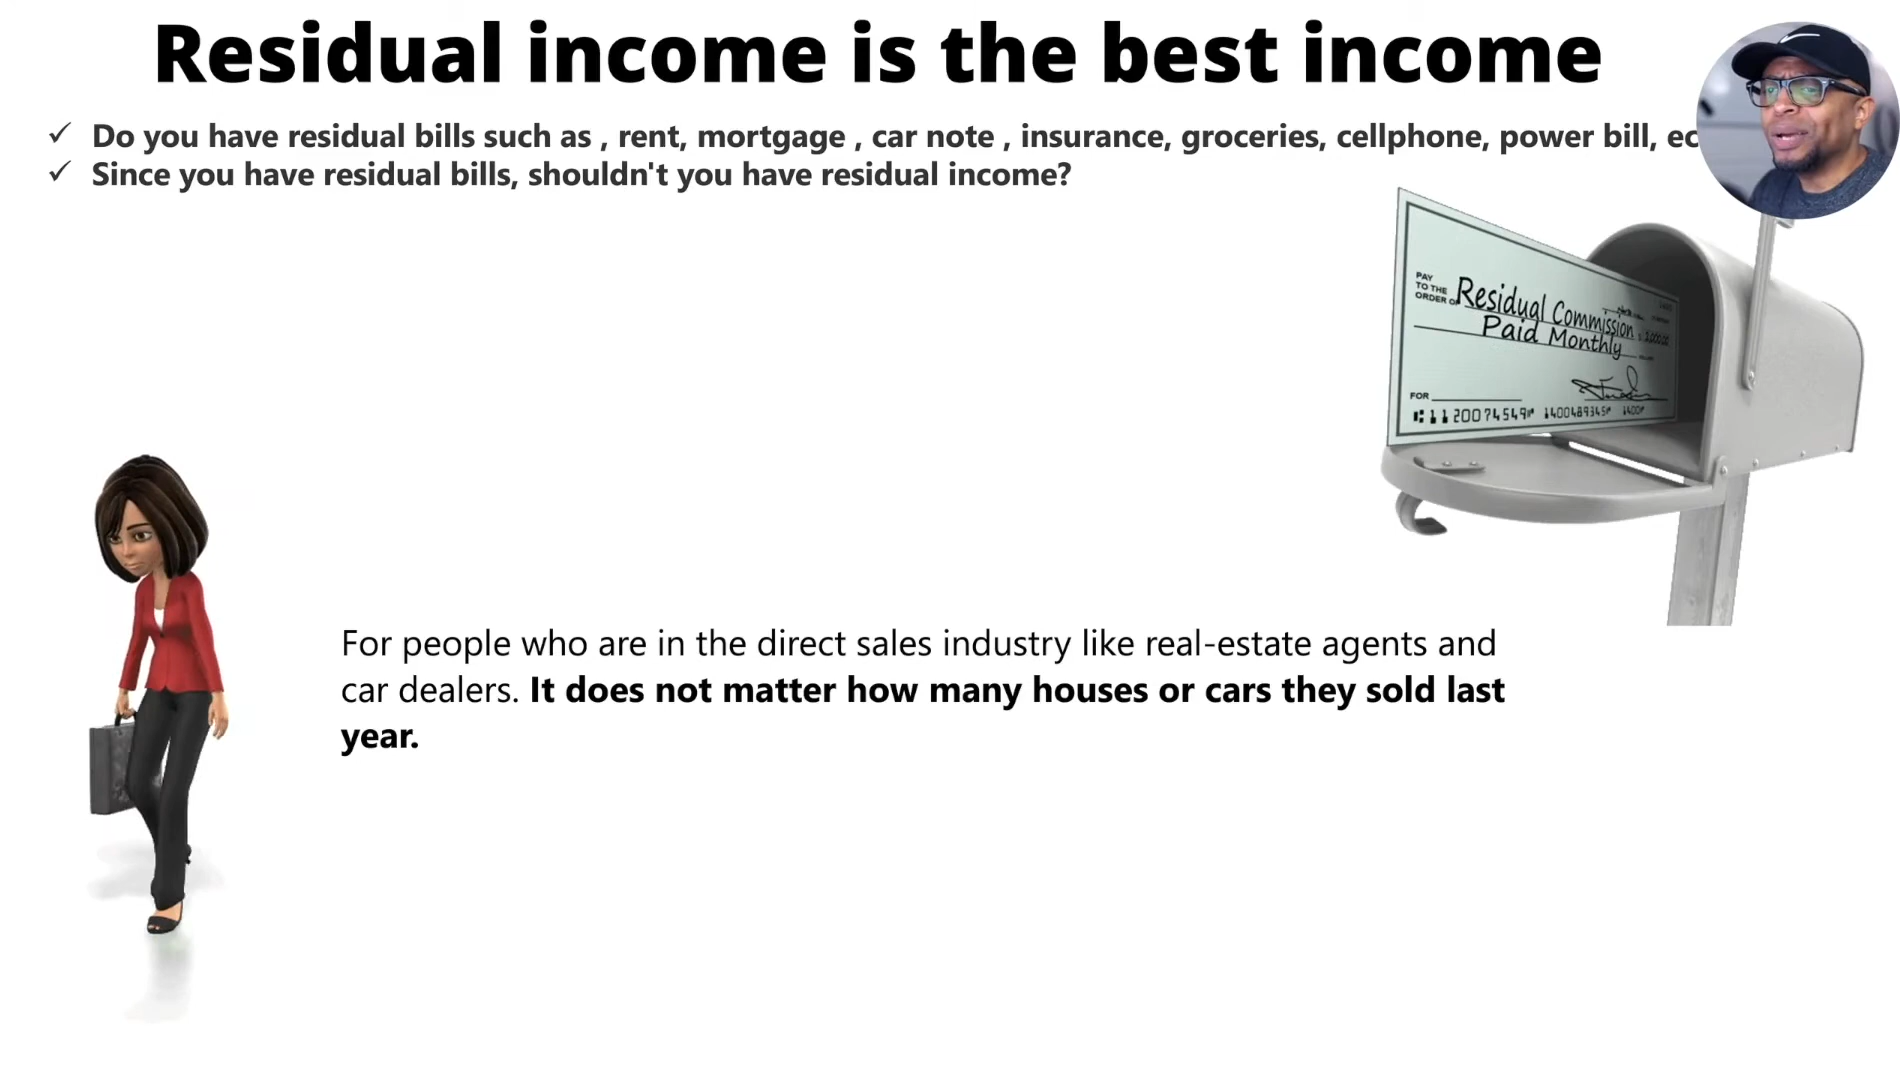 Residual income is the best income
✓ Do you have residual bills such as , rent, mortgage , car note , insurance, groceries, cellphone, power bill, ec
✓ Since you have residual bills, shouldn't you have residual income?
PAY
TO THE
ORDER OF
Residual Commission
Paid Monthly
FOR
For people who are in the direct sales industry like real-estate agents and
car dealers. It does not matter how many houses or cars they sold last
year.